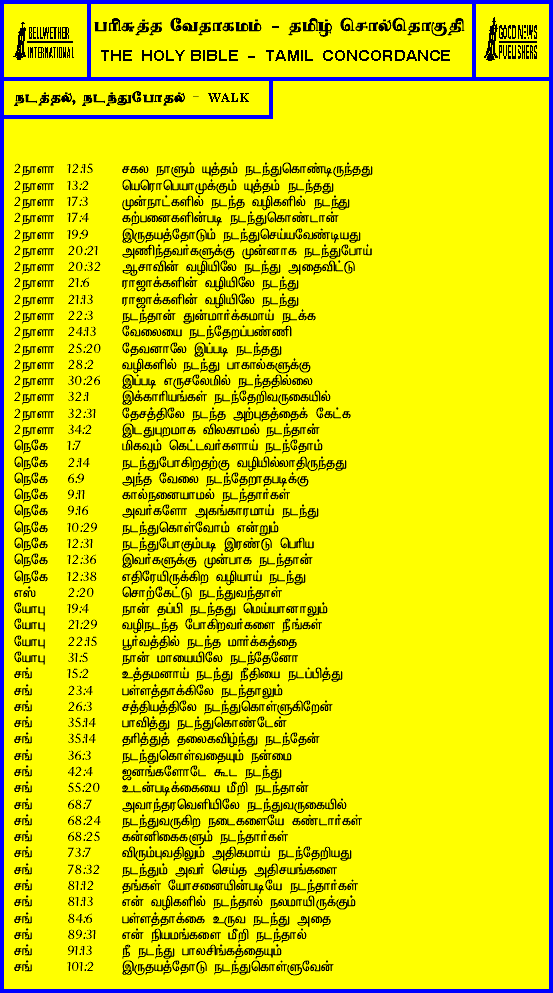 BELLWETHER
INTERNATIONAL
பரிசுத்த வேதாகமம் - தமிழ் சொல்தொகுதி
THE HOLY BIBLE - TAMIL CONCORDANCE
GOOD NEWS
PUBLISHERS
நடத்தல், நடந்துபோதல் - WALK
2நாளா 12:15 சகல நாளும் யுத்தம் நடந்துகொண்டிருந்தது
2நாளா 13:2 யெரொபெயாமுக்கும் யுத்தம் நடந்தது
2நாளா 17:3 முன்நாட்களில் நடந்த வழிகளில் நடந்து
2நாளா 17:4 கற்பனைகளின்படி நடந்துகொண்டான்
2நாளா 19:9 இருதயத்தோடும் நடந்துசெய்யவேண்டியது
2நாளா 20:21 அணிந்தவர்களுக்கு முன்னாக நடந்துபோய்
2நாளா 20:32 ஆசாவின் வழியிலே நடந்து அதைவிட்டு
2நாளா 21:6 ராஜாக்களின் வழியிலே நடந்து
2நாளா 21:13 ராஜாக்களின் வழியிலே நடந்து
2நாளா 22:3 நடந்தான் துன்மார்க்கமாய் நடக்க
2நாளா 24:13 வேலையை நடந்தேறப்பண்ணி
2நாளா 25:20 தேவனாலே இப்படி நடந்தது
2நாளா 28:2 வழிகளில் நடந்து பாகால்களுக்கு
2நாளா 30:26 இப்படி எருசலேமில் நடந்ததில்லை
2நாளா 32:1 இக்காரியங்கள் நடந்தேறிவருகையில்
2நாளா 32:31 தேசத்திலே நடந்த அற்புதத்தைக் கேட்க
2நாளா 34:2 இடதுபுறமாக விலகாமல் நடந்தான்
நெகே 1:7 மிகவும் கெட்டவர்களாய் நடந்தோம்
நெகே 2:14 நடந்துபோகிறதற்கு வழியில்லாதிருந்தது
நெகே 6:9 அந்த வேலை நடந்தேறாதபடிக்கு
நெகே 9:11 கால்நனையாமல் நடந்தார்கள்
நெகே 9:16 அவர்களோ அகங்காரமாய் நடந்து
நெகே 10:29 நடந்துகொள்வோம் என்றும்
நெகே 12:31 நடந்துபோகும்படி இரண்டு பெரிய
நெகே 12:36 இவர்களுக்கு முன்பாக நடந்தான்
நெகே 12:38 எதிரேயிருக்கிற வழியாய் நடந்து
எஸ் 2:20 சொற்கேட்டு நடந்துவந்தாள்
யோபு 19:4 நான் தப்பி நடந்தது மெய்யானாலும்
யோபு 21:29 வழிநடந்த போகிறவர்களை நீங்கள்
யோபு 22:15 பூர்வத்தில் நடந்த மார்க்கத்தை
யோபு 31:5 நான் மாயையிலே நடந்தேனோ
சங் 15:2 உத்தமனாய் நடந்து நீதியை நடப்பித்து
சங் 23:4 பள்ளத்தாக்கிலே நடந்தாலும்
சங் 26:3 சத்தியத்திலே நடந்துகொள்ளுகிறேன்
சங் 35:14 பாவித்து நடந்துகொண்டேன்
சங் 35:14 தரித்துத் தலைகவிழ்ந்து நடந்தேன்
சங் 36:3 நடந்துகொள்வதையும் நன்மை
சங் 42:4 ஜனங்களோடே கூட நடந்து
சங் 55:20 உடன்படிக்கையை மீறி நடந்தான்
சங் 68:7 அவாந்தரவெளியிலே நடந்துவருகையில்
சங் 68:24 நடந்துவருகிற நடைகளையே கண்டார்கள்
சங் 68:25 கன்னிகைகளும் நடந்தார்கள்
சங் 73:7 விரும்புவதிலும் அதிகமாய் நடந்தேறியது
சங் 78:32 நடந்தும் அவர் செய்த அதிசயங்களை
சங் 81:12 தங்கள் யோசனையின்படியே நடந்தார்கள்
சங் 81:13 என் வழிகளில் நடந்தால் நலமாயிருக்கும்
சங் 84:6 பள்ளத்தாக்கை உருவ நடந்து அதை
சங் 89:31 என் நியமங்களை மீறி நடந்தால்
சங் 91:13 நீ நடந்து பாலசிங்கத்தையும்
சங் 101:2 இருதயத்தோடு நடந்துகொள்ளுவேன்